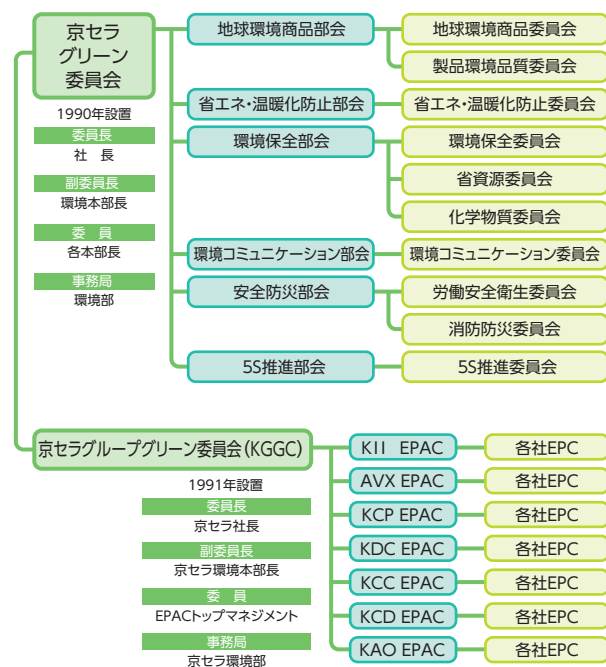 京セラ
グリーン
委員会
1990年設置
委員長
社　長
副委員長
環境本部長
委　員
各本部長
事務局
環境部
地球環境商品部会
地球環境商品委員会
製品環境品質委員会
省エネ・温暖化防止部会
省エネ・温暖化防止委員会
環境保全部会
環境保全委員会
省資源委員会
化学物質委員会
環境コミュニケーション部会
環境コミュニケーション委員会
安全防災部会
労働安全衛生委員会
消防防災委員会
5S推進部会
5S推進委員会
京セラグループグリーン委員会(KGGC)
1991年設置
委員長
京セラ社長
副委員長
京セラ環境本部長
委　員
EPACトップマネジメント
事務局
京セラ環境部
KII　EPAC
各社EPC
AVX EPAC
各社EPC
KCP EPAC
各社EPC
KDC EPAC
各社EPC
KCC EPAC
各社EPC
KCD EPAC
各社EPC
KAO EPAC
各社EPC